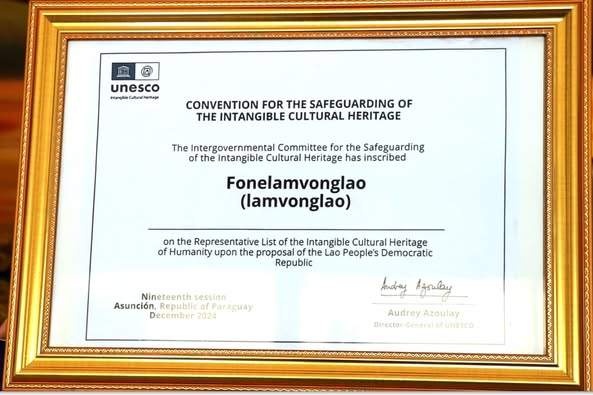 unesco
Intangible Cultural Heritage
CONVENTION FOR THE SAFEGUARDING OF
THE INTANGIBLE CULTURAL HERITAGE
The Intergovernmental Committee for the Safeguarding
of the Intangible Cultural Heritage has inscribed
Fonelamvonglao
(lamvonglao)
on the Representative List of the Intangible Cultural Heritage
of Humanity upon the proposal of the Lao People's Democratic
Republic
Nineteenth session
Asunción, Republic of Paraguay
December 2024
Audrey Azoulay
Audrey Azoulay
Director-General of UNESCO